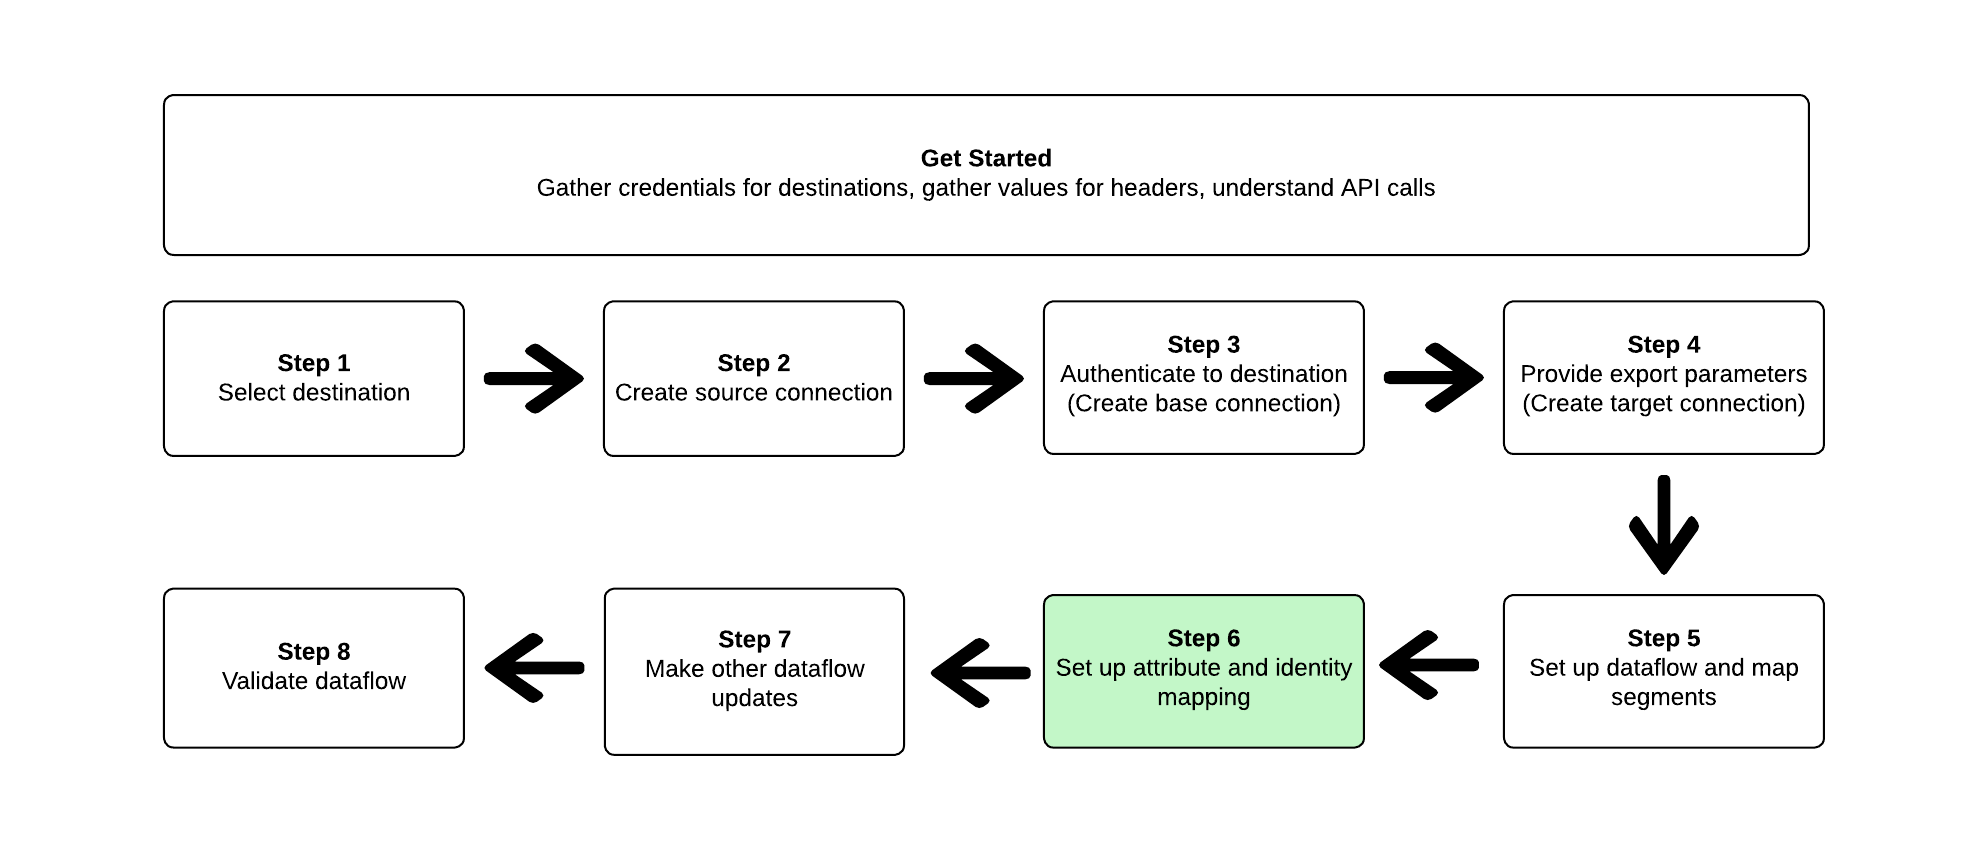 Get Started
Gather credentials for destinations, gather values for headers, understand API calls
Step 1
Select destination
Step 2
Create source connection
Step 3
Authenticate to destination
(Create base connection)
Step 4
Provide export parameters
(Create target connection)
Step 5
Set up dataflow and map
segments
Step 6
Set up attribute and identity
mapping
Step 7
Make other dataflow
updates
Step 8
Validate dataflow